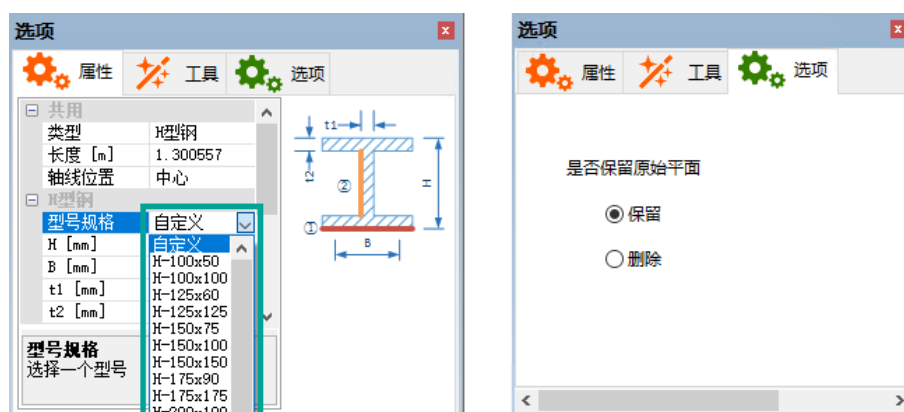 选项
属性
工具
选项
共用
类型 H型钢
长度 [m] 1.300557
轴线位置 中心
H型钢
型号规格 自定义
H [mm]
B [mm]
t1 [mm]
t2 [mm]
自定义
H-100x50
H-100x100
H-125x60
H-125x125
H-150x75
H-150x100
H-150x150
H-175x90
H-175x175
H-200x100
型号规格
选择一个型号
t1
t2
②
H
①
B
选项
属性
工具
选项
是否保留原始平面
保留
删除